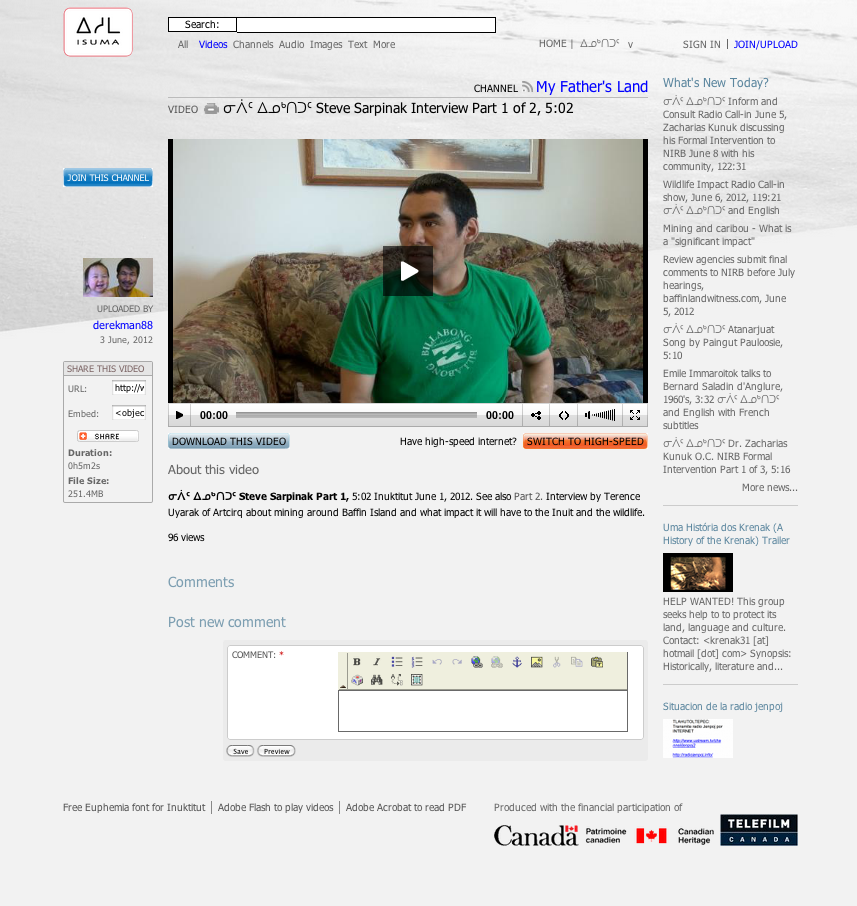 ᐃᓱᒪ
ISUMA
Search:
All Videos Channels Audio Images Text More
HOME | ᐃᓄᒃᑎᑐᑦ v
SIGN IN | JOIN/UPLOAD
CHANNEL My Father's Land
VIDEO ᓂᐲᑦ ᐃᓄᒃᑎᑐᑦ Steve Sarpinak Interview Part 1 of 2, 5:02
JOIN THIS CHANNEL
UPLOADED BY
derekman88
3 June, 2012
SHARE THIS VIDEO
URL: http://v
Embed: <objec
SHARE
Duration:
0h5m2s
File Size:
251.4MB
BILLABONG
00:00 00:00
DOWNLOAD THIS VIDEO Have high-speed internet? SWITCH TO HIGH-SPEED
About this video
ᓂᐲᑦ ᐃᓄᒃᑎᑐᑦ Steve Sarpinak Part 1, 5:02 Inuktitut June 1, 2012. See also Part 2. Interview by Terence
Uyarak of Artcirq about mining around Baffin Island and what impact it will have to the Inuit and the wildlife.
96 views
Comments
Post new comment
COMMENT: *
B I
Save Preview
What's New Today?
ᓂᐲᑦ ᐃᓄᒃᑎᑐᑦ Inform and
Consult Radio Call-in June 5,
Zacharias Kunuk discussing
his Formal Intervention to
NIRB June 8 with his
community, 122:31
Wildlife Impact Radio Call-in
show, June 6, 2012, 119:21
ᓂᐲᑦ ᐃᓄᒃᑎᑐᑦ and English
Mining and caribou - What is
a "significant impact"
Review agencies submit final
comments to NIRB before July
hearings,
baffinlandwitness.com, June
5, 2012
ᓂᐲᑦ ᐃᓄᒃᑎᑐᑦ Atanarjuat
Song by Paingut Pauloosie,
5:10
Emile Immaroitok talks to
Bernard Saladin d'Anglure,
1960's, 3:32 ᓂᐲᑦ ᐃᓄᒃᑎᑐᑦ
and English with French
subtitles
ᓂᐲᑦ ᐃᓄᒃᑎᑐᑦ Dr. Zacharias
Kunuk O.C. NIRB Formal
Intervention Part 1 of 3, 5:16
More news...
Uma História dos Krenak (A
History of the Krenak) Trailer
HELP WANTED! This group
seeks help to to protect its
land, language and culture.
Contact: <krenak31 [at]
hotmail [dot] com> Synopsis:
Historically, literature and...
Situacion de la radio jenpoj
TLAHUTOLTEPEC
Transmite radio Jenpoj por
INTERNET
Free Euphemia font for Inuktitut | Adobe Flash to play videos | Adobe Acrobat to read PDF
Produced with the financial participation of
Canada
Patrimoine
canadien
Canadian
Heritage
TELEFILM
CANADA